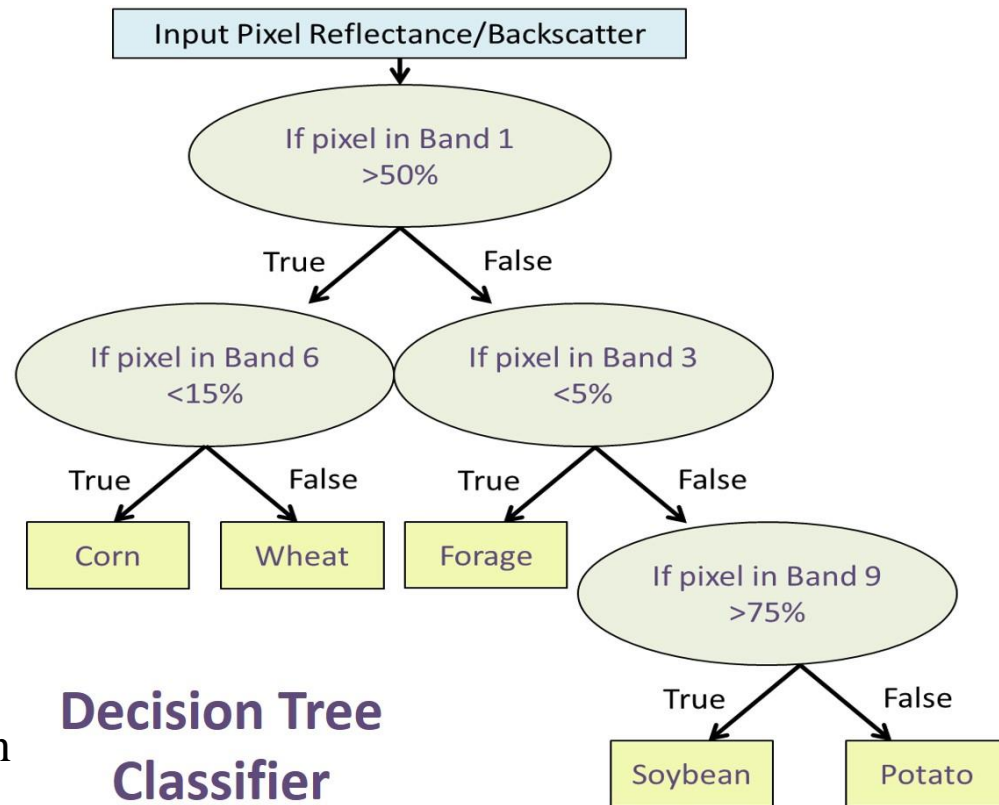 Input Pixel Reflectance/Backscatter
If pixel in Band 1
>50%
True
False
If pixel in Band 6
<15%
If pixel in Band 3
<5%
True
False
True
False
Corn
Wheat
Forage
If pixel in Band 9
>75%
True
False
Soybean
Potato
Decision Tree
Classifier